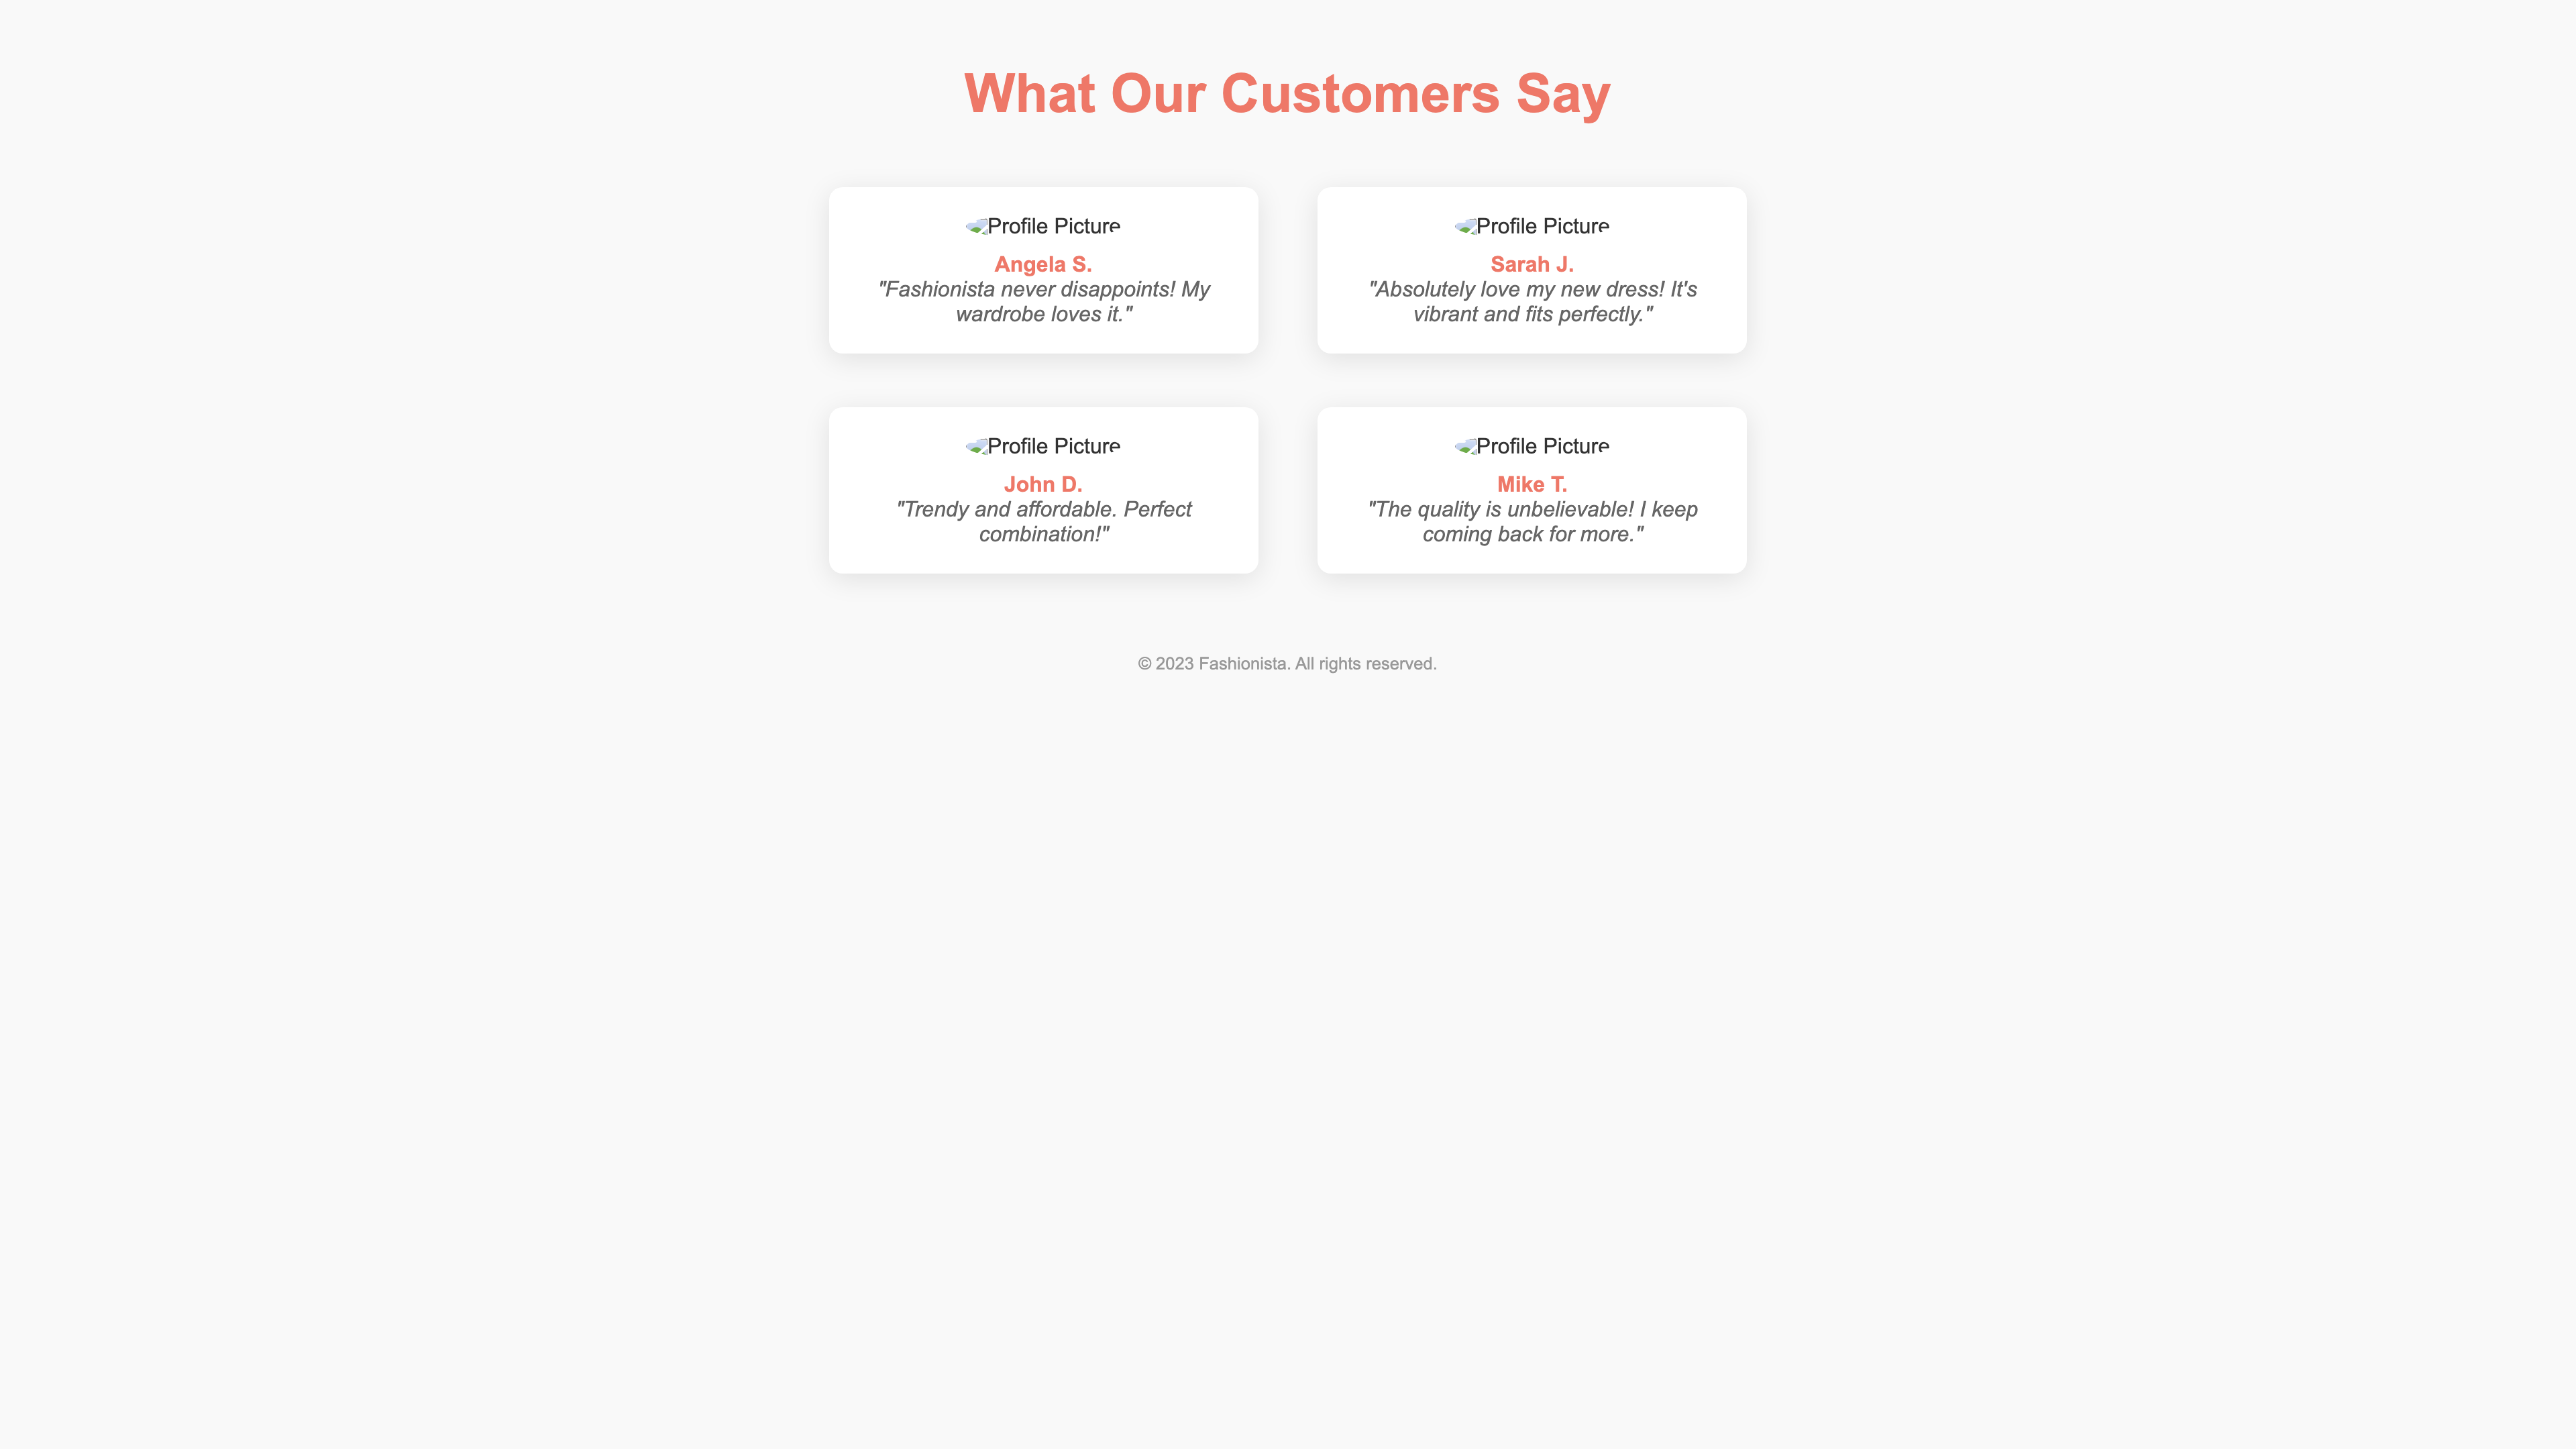 What Our Customers Say
Profile Picture
Angela S.
"Fashionista never disappoints! My
wardrobe loves it."
Profile Picture
Sarah J.
"Absolutely love my new dress! It's
vibrant and fits perfectly."
Profile Picture
John D.
"Trendy and affordable. Perfect
combination!"
Profile Picture
Mike T.
"The quality is unbelievable! I keep
coming back for more."
© 2023 Fashionista. All rights reserved.